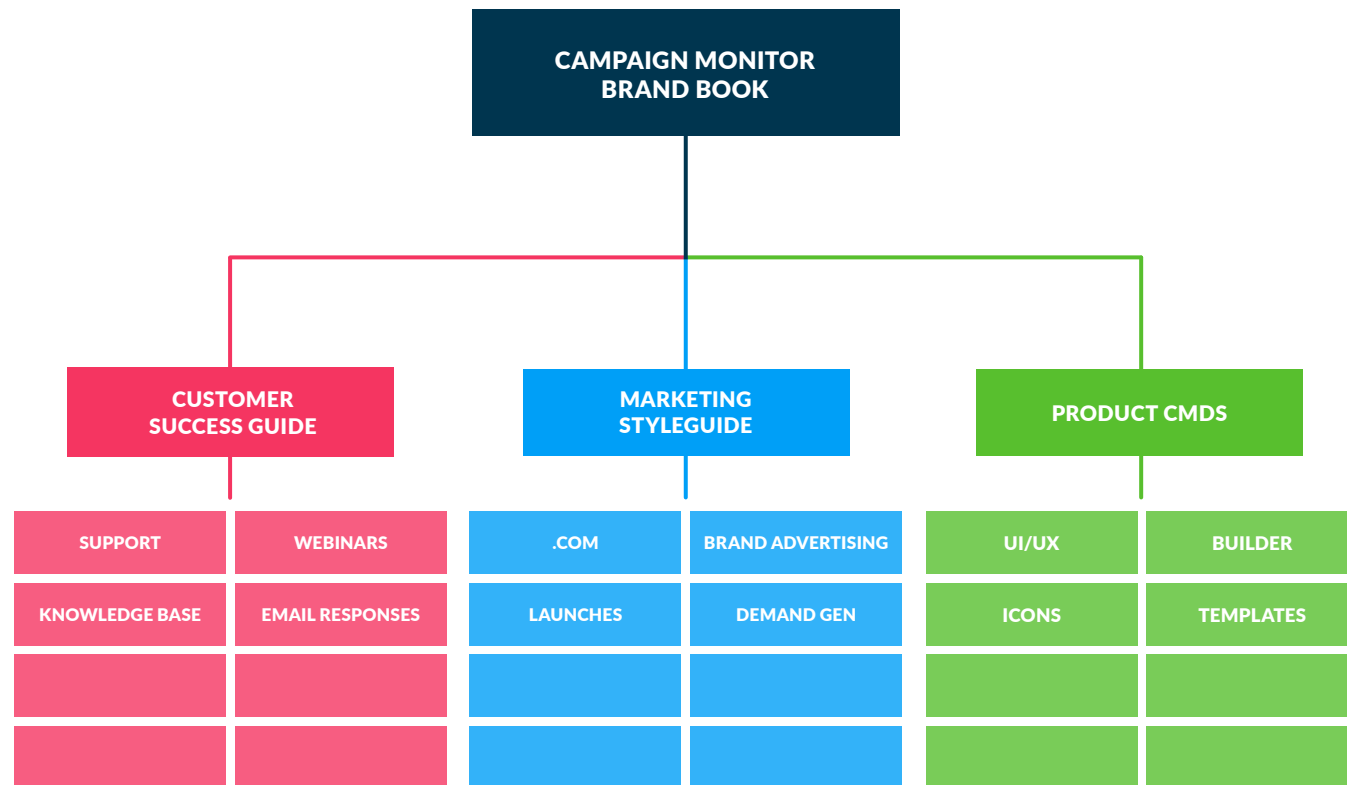 CAMPAIGN MONITOR
BRAND BOOK
CUSTOMER
SUCCESS GUIDE
MARKETING
STYLEGUIDE
PRODUCT CMDS
SUPPORT
WEBINARS
.COM
BRAND ADVERTISING
UI/UX
BUILDER
KNOWLEDGE BASE
EMAIL RESPONSES
LAUNCHES
DEMAND GEN
ICONS
TEMPLATES